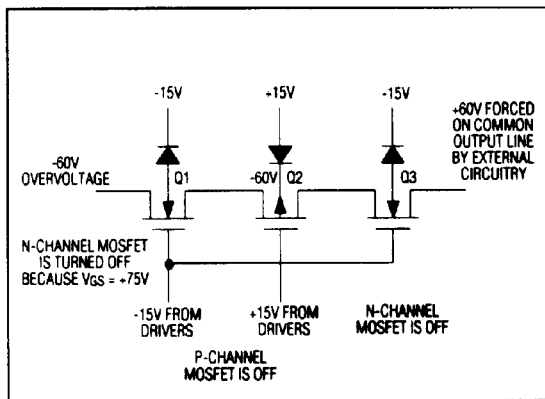 -15V
+15V
-15V
+60V FORCED
ON COMMON
OUTPUT LINE
BY EXTERNAL
CIRCUITRY
-60V
OVERVOLTAGE
Q1
-60V
Q2
Q3
N-CHANNEL MOSFET
IS TURNED OFF
BECAUSE VGS = +75V
-15V FROM
DRIVERS
+15V FROM
DRIVERS
N-CHANNEL
MOSFET IS OFF
P-CHANNEL
MOSFET IS OFF